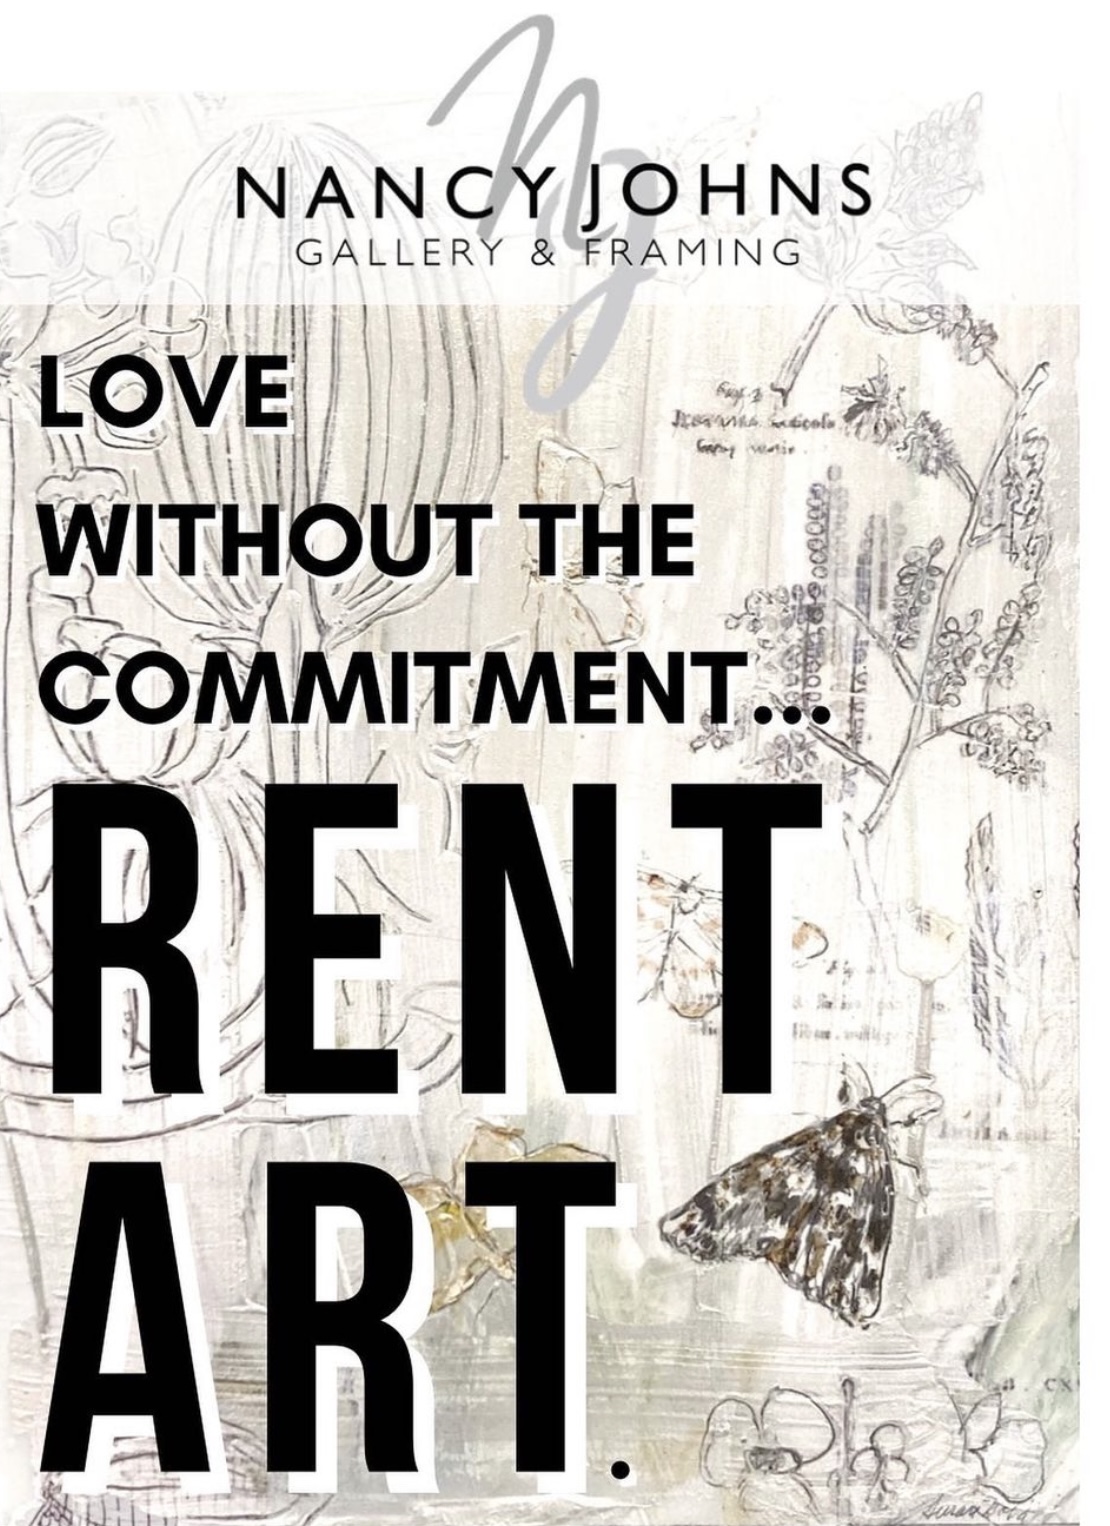 NANCY JOHNS
GALLERY & FRAMING
LOVE
WITHOUT THE
COMMITMENT...
RENT
ART.